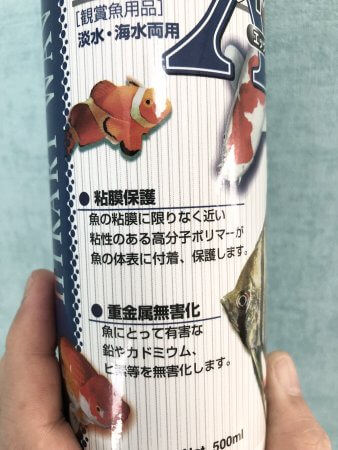 [観賞魚用品]
淡水・海水両用
● 粘膜保護
魚の粘膜に限りなく近い
粘性のある高分子ポリマーが
魚の体表に付着、保護します。
● 重金属無害化
魚にとって有害な
鉛やカドミウム、
ヒ素等を無害化します。
500ml